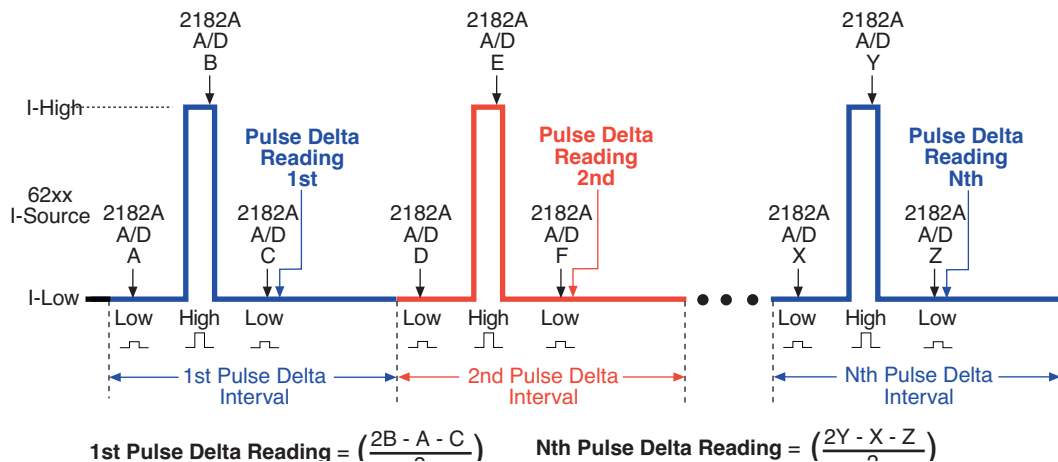 2182A
A/D
B
2182A
A/D
E
2182A
A/D
Y
I-High
Pulse Delta
Reading
1st
Pulse Delta
Reading
2nd
Pulse Delta
Reading
Nth
62xx
I-Source
2182A
A/D
A
2182A
A/D
C
2182A
A/D
D
2182A
A/D
F
2182A
A/D
X
2182A
A/D
Z
I-Low
Low High Low
Low High Low
Low High Low
1st Pulse Delta
Interval
2nd Pulse Delta
Interval
Nth Pulse Delta
Interval
1st Pulse Delta Reading = (2B - A - C)
Nth Pulse Delta Reading = (2Y - X - Z)